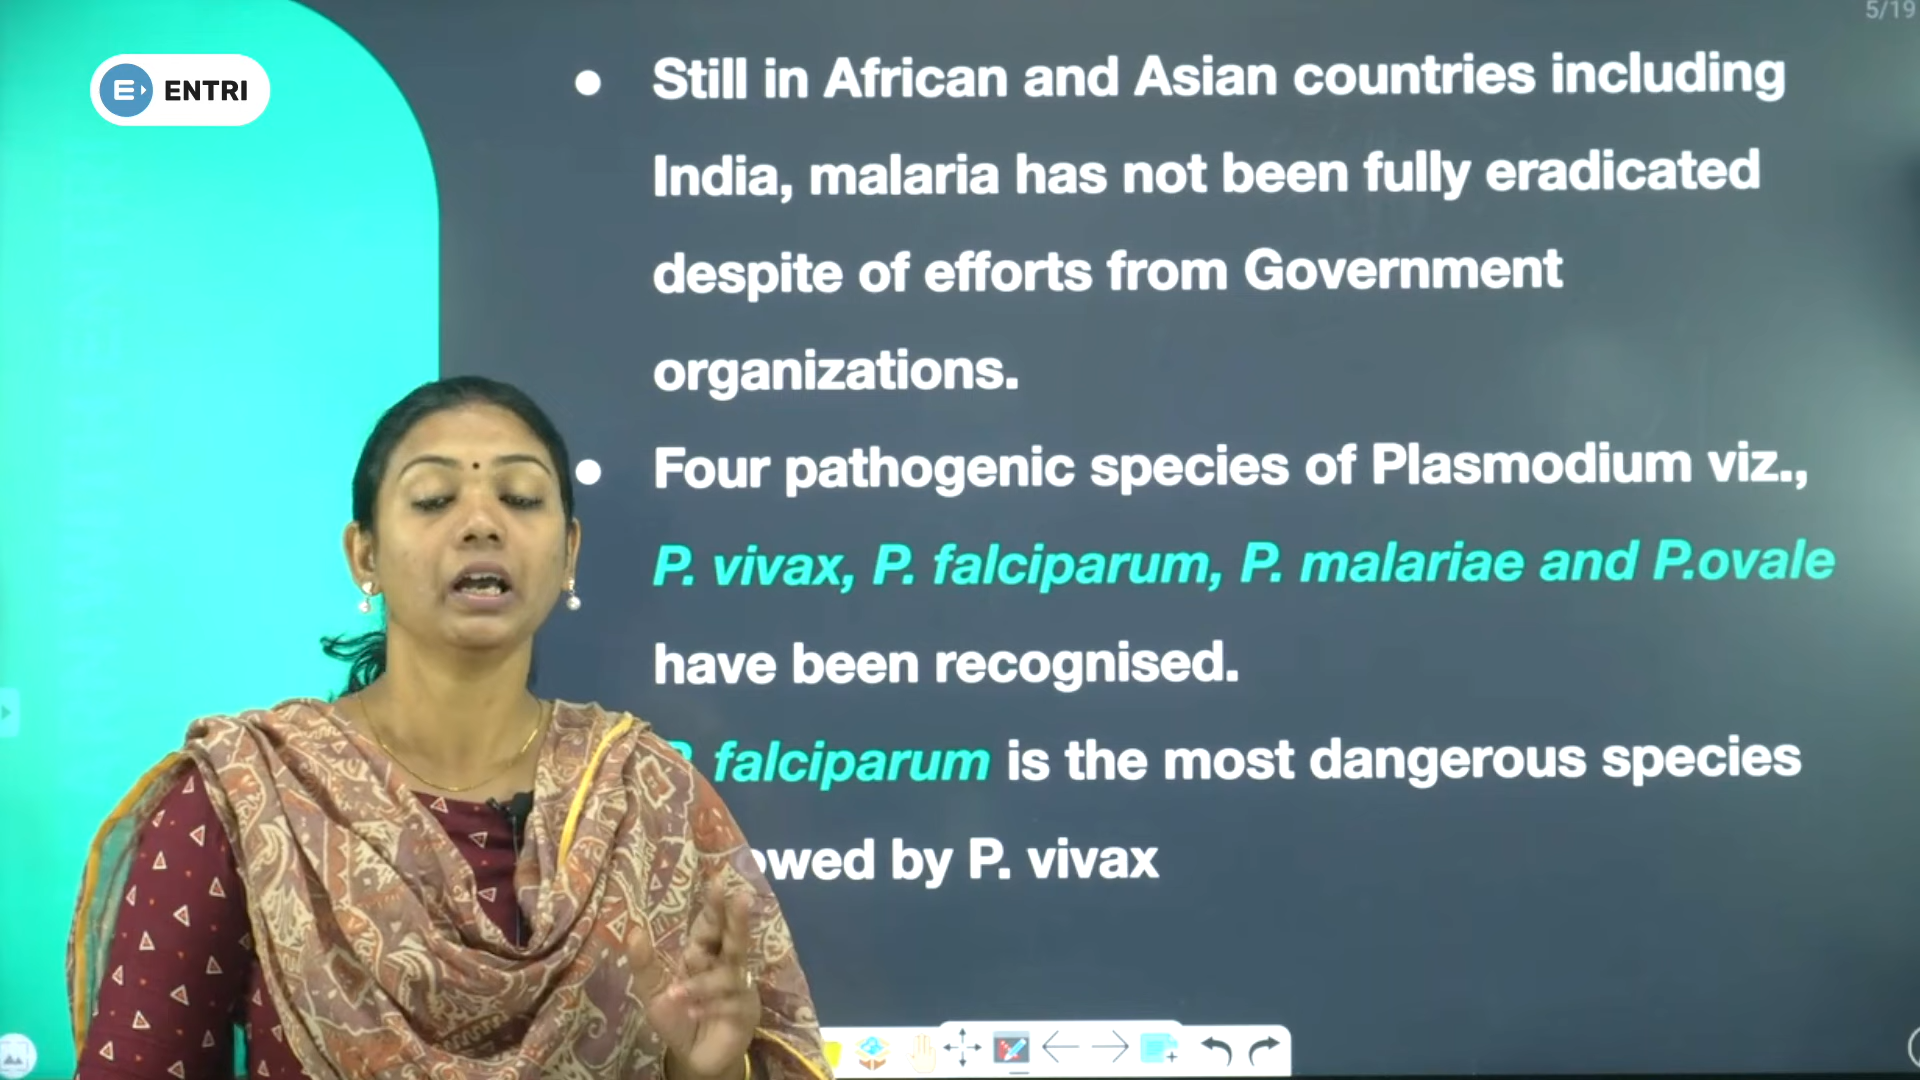 5/19
ENTRI
Still in African and Asian countries including
India, malaria has not been fully eradicated
despite of efforts from Government
organizations.
Four pathogenic species of Plasmodium viz.,
P. vivax, P. falciparum, P. malariae and P.ovale
have been recognised.
falciparum is the most dangerous species
by P. vivax